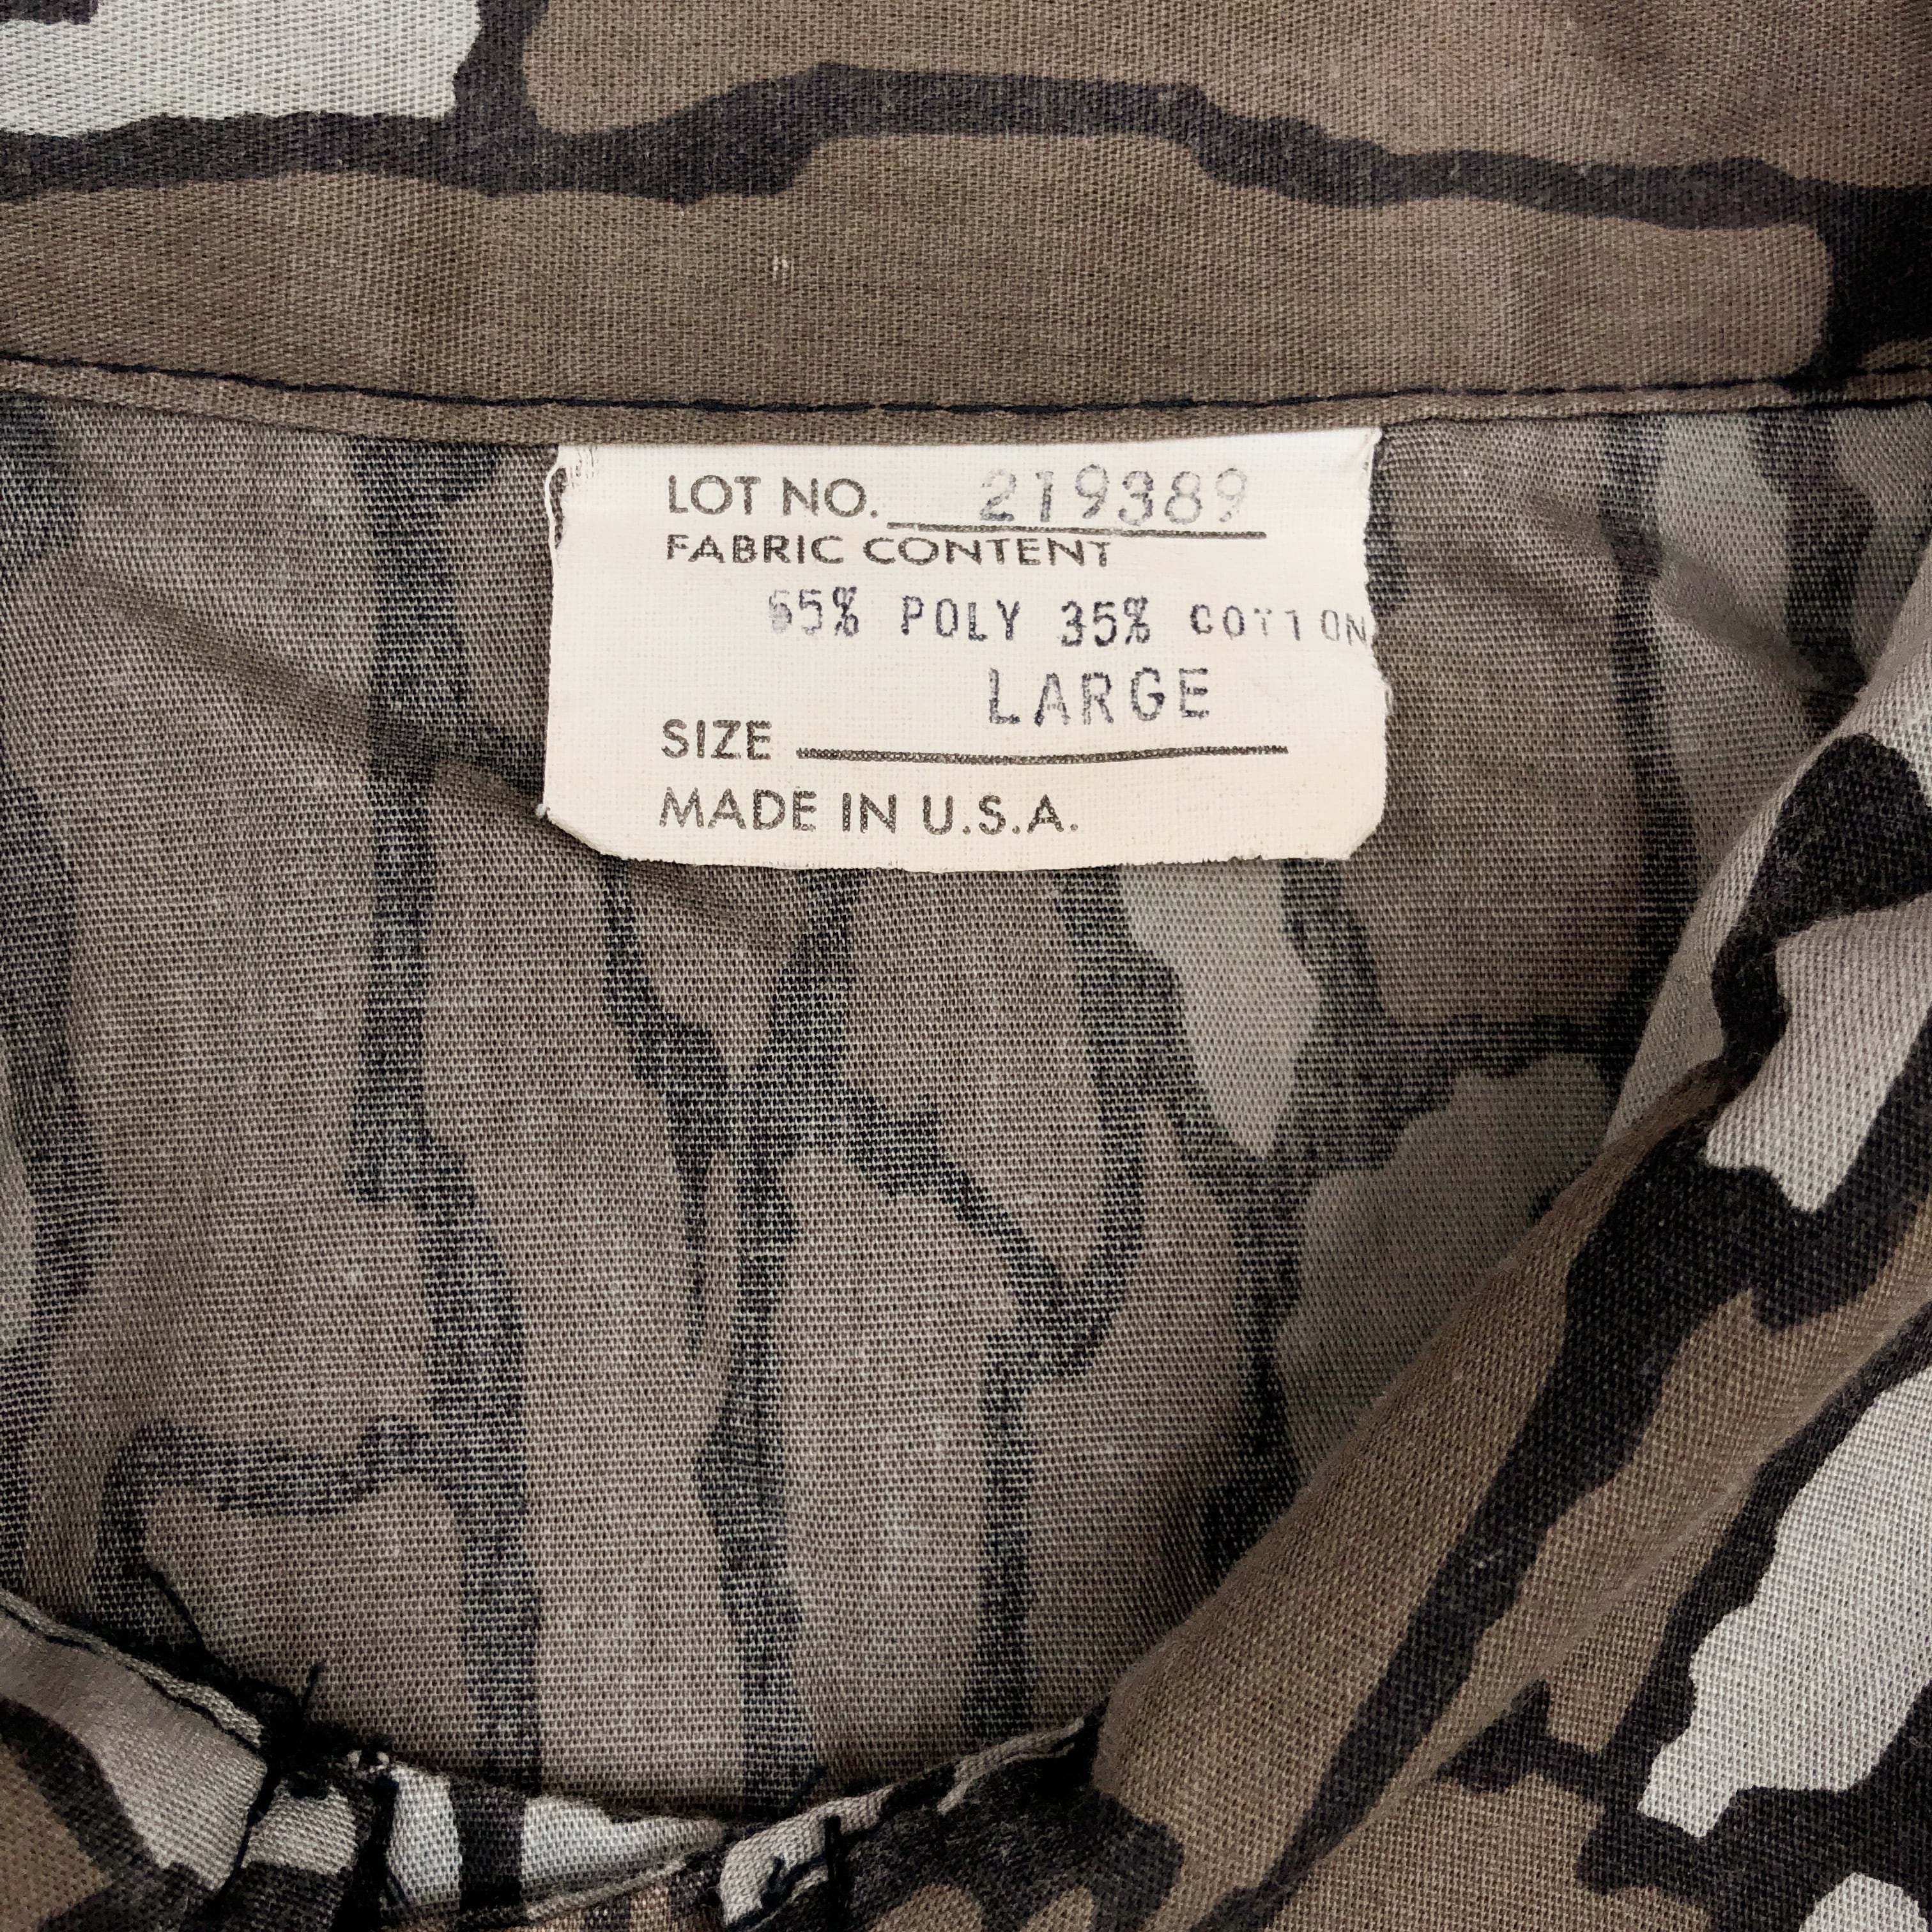 LOT NO. 219389
FABRIC CONTENT
65% POLY 35% COTTON
LARGE
SIZE
MADE IN U.S.A.